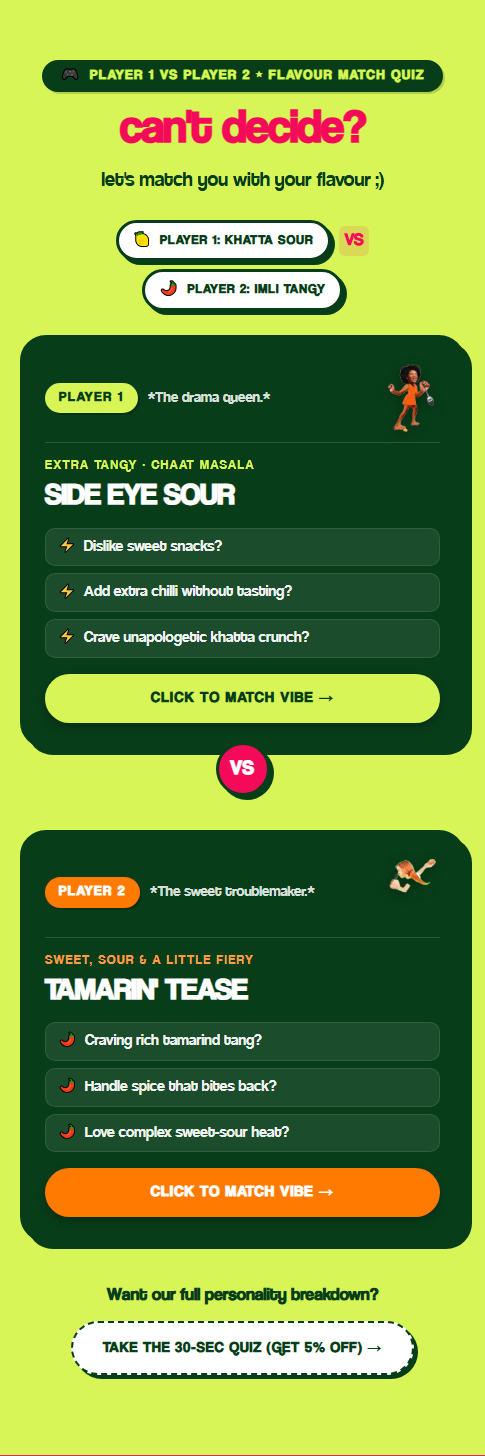 PLAYER 1 VS PLAYER 2 ★ FLAVOUR MATCH QUIZ
can't decide?
let's match you with your flavour ;)
PLAYER 1: KHATTA SOUR VS
PLAYER 2: IMLI TANGY
PLAYER 1 *The drama queen.*
EXTRA TANGY · CHAAT MASALA
SIDE EYE SOUR
Dislike sweet snacks?
Add extra chilli without tasting?
Crave unapologetic khatta crunch?
CLICK TO MATCH VIBE →
VS
PLAYER 2 *The sweet troublemaker.*
SWEET, SOUR & A LITTLE FIERY
TAMARIN' TEASE
Craving rich tamarind tang?
Handle spice that bites back?
Love complex sweet-sour heat?
CLICK TO MATCH VIBE →
Want our full personality breakdown?
TAKE THE 30-SEC QUIZ (GET 5% OFF) →